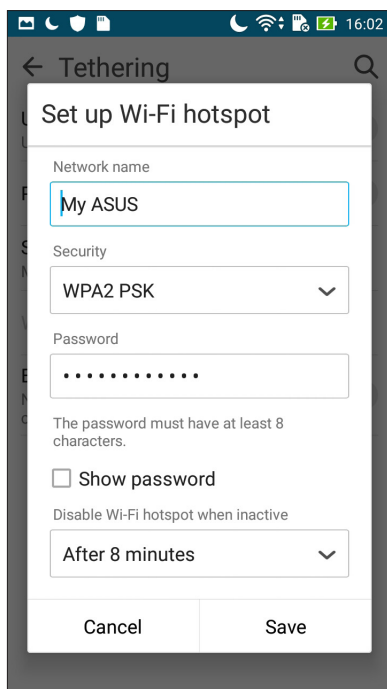 16:02
Tethering
Set up Wi-Fi hotspot
Network name
My ASUS
Security
WPA2 PSK
Password
••••••••••••
The password must have at least 8
characters.
Show password
Disable Wi-Fi hotspot when inactive
After 8 minutes
Cancel
Save